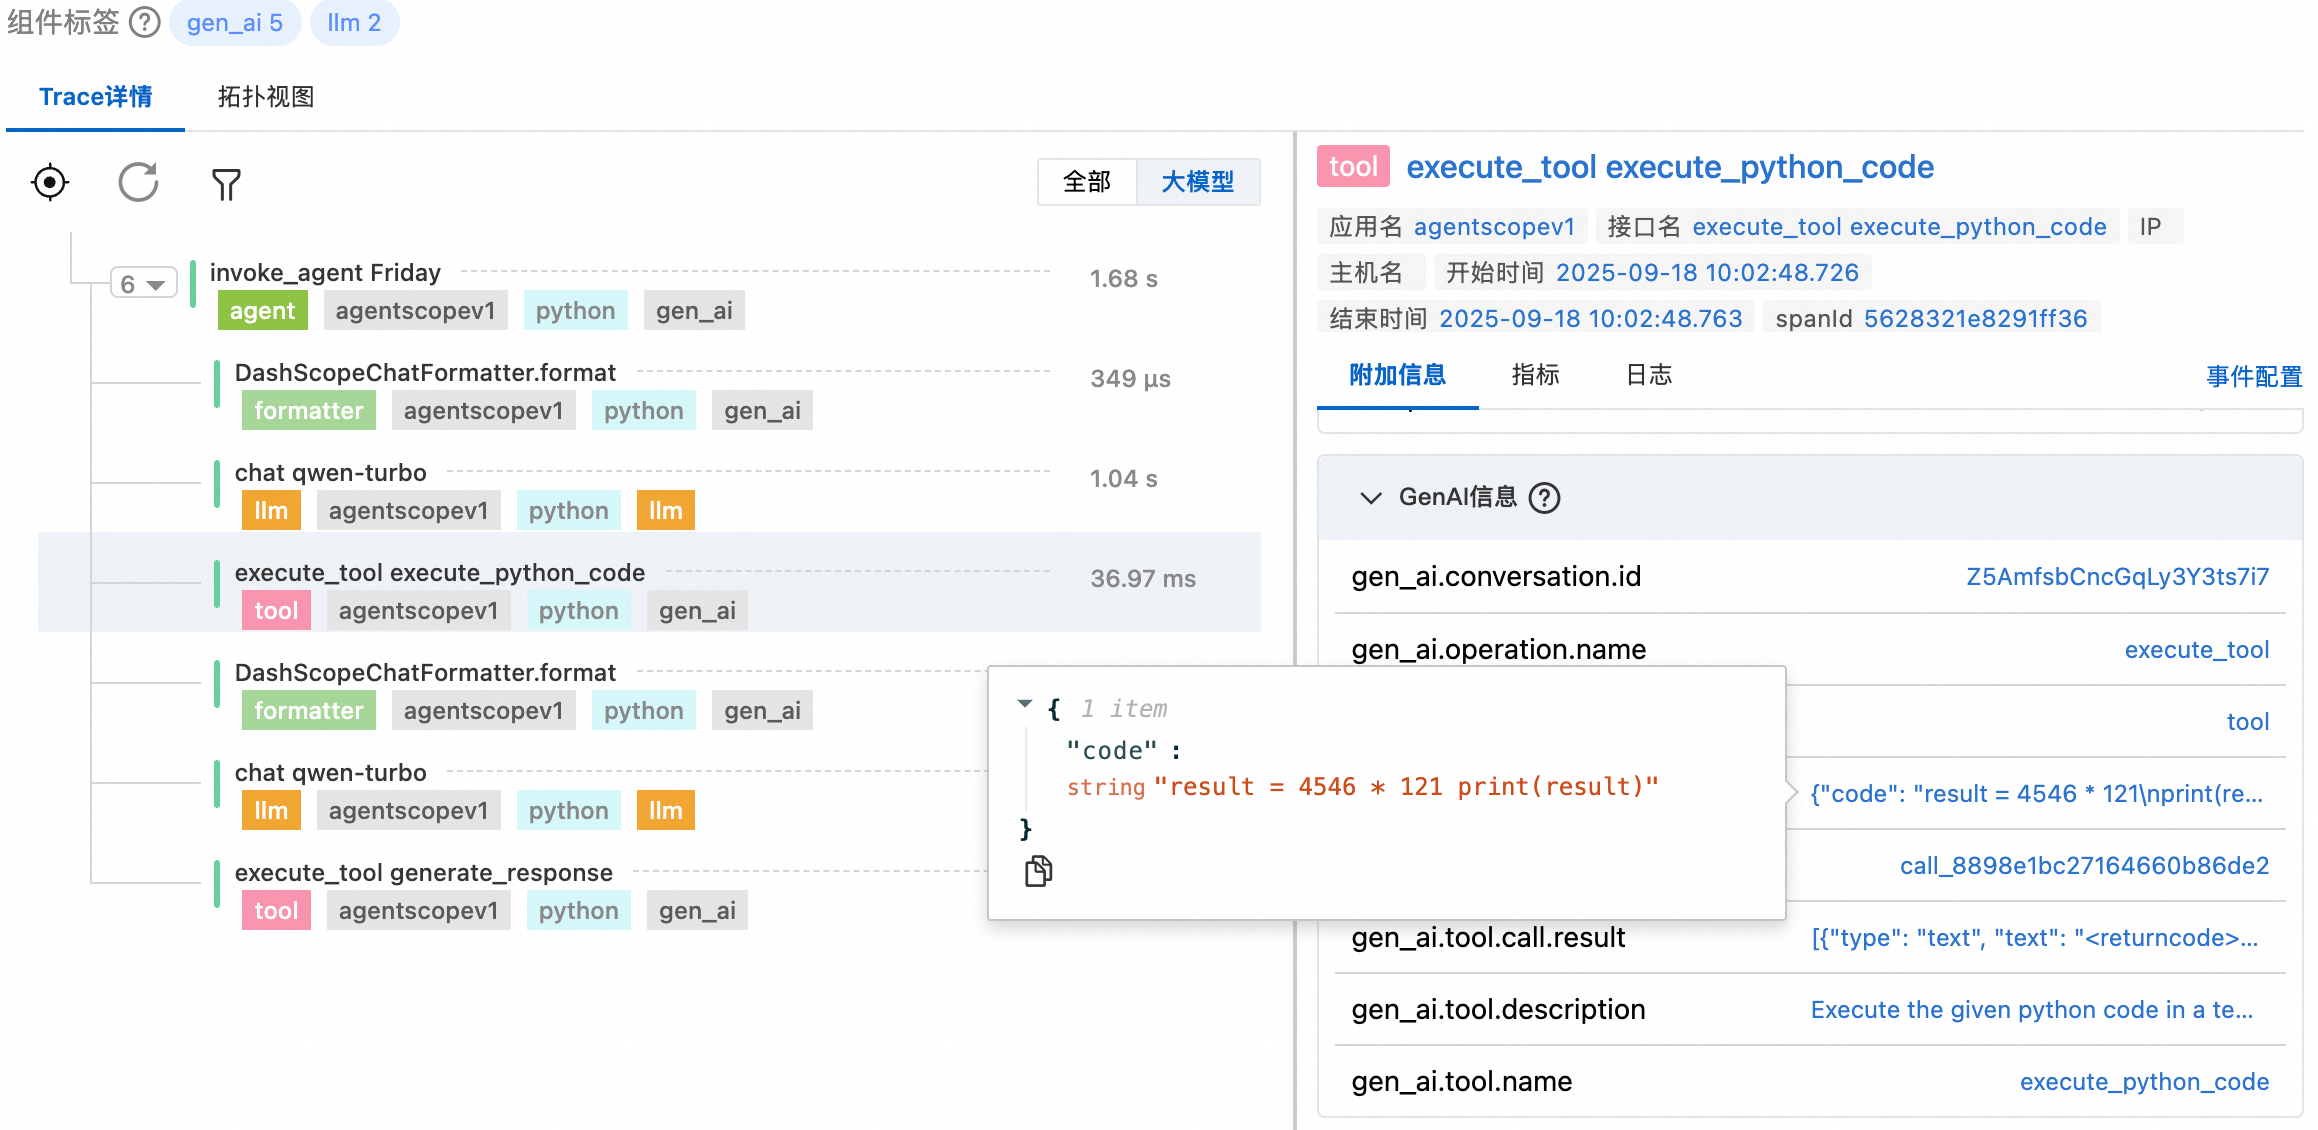 组件标签 ? gen_ai 5 llm 2
Trace详情 拓扑视图
全部 大模型
6 invoke_agent Friday 1.68 s
agent agentscopev1 python gen_ai
DashScopeChatFormatter.format 349 μs
formatter agentscopev1 python gen_ai
chat qwen-turbo 1.04 s
llm agentscopev1 python llm
execute_tool execute_python_code 36.97 ms
tool agentscopev1 python gen_ai
DashScopeChatFormatter.format
formatter agentscopev1 python gen_ai
chat qwen-turbo
llm agentscopev1 python llm
execute_tool generate_response
tool agentscopev1 python gen_ai
tool execute_tool execute_python_code
应用名 agentscopev1 接口名 execute_tool execute_python_code IP
主机名 开始时间 2025-09-18 10:02:48.726
结束时间 2025-09-18 10:02:48.763 spanId 5628321e8291ff36
附加信息 指标 日志 事件配置
GenAI信息 ?
gen_ai.conversation.id Z5AmfsbCncGqLy3Y3ts7i7
gen_ai.operation.name execute_tool
tool
{"code": "result = 4546 * 121\nprint(re...
call_8898e1bc27164660b86de2
gen_ai.tool.call.result [{"type": "text", "text": "<returncode>...
gen_ai.tool.description Execute the given python code in a te...
gen_ai.tool.name execute_python_code
{ 1 item
"code" :
string "result = 4546 * 121 print(result)"
}